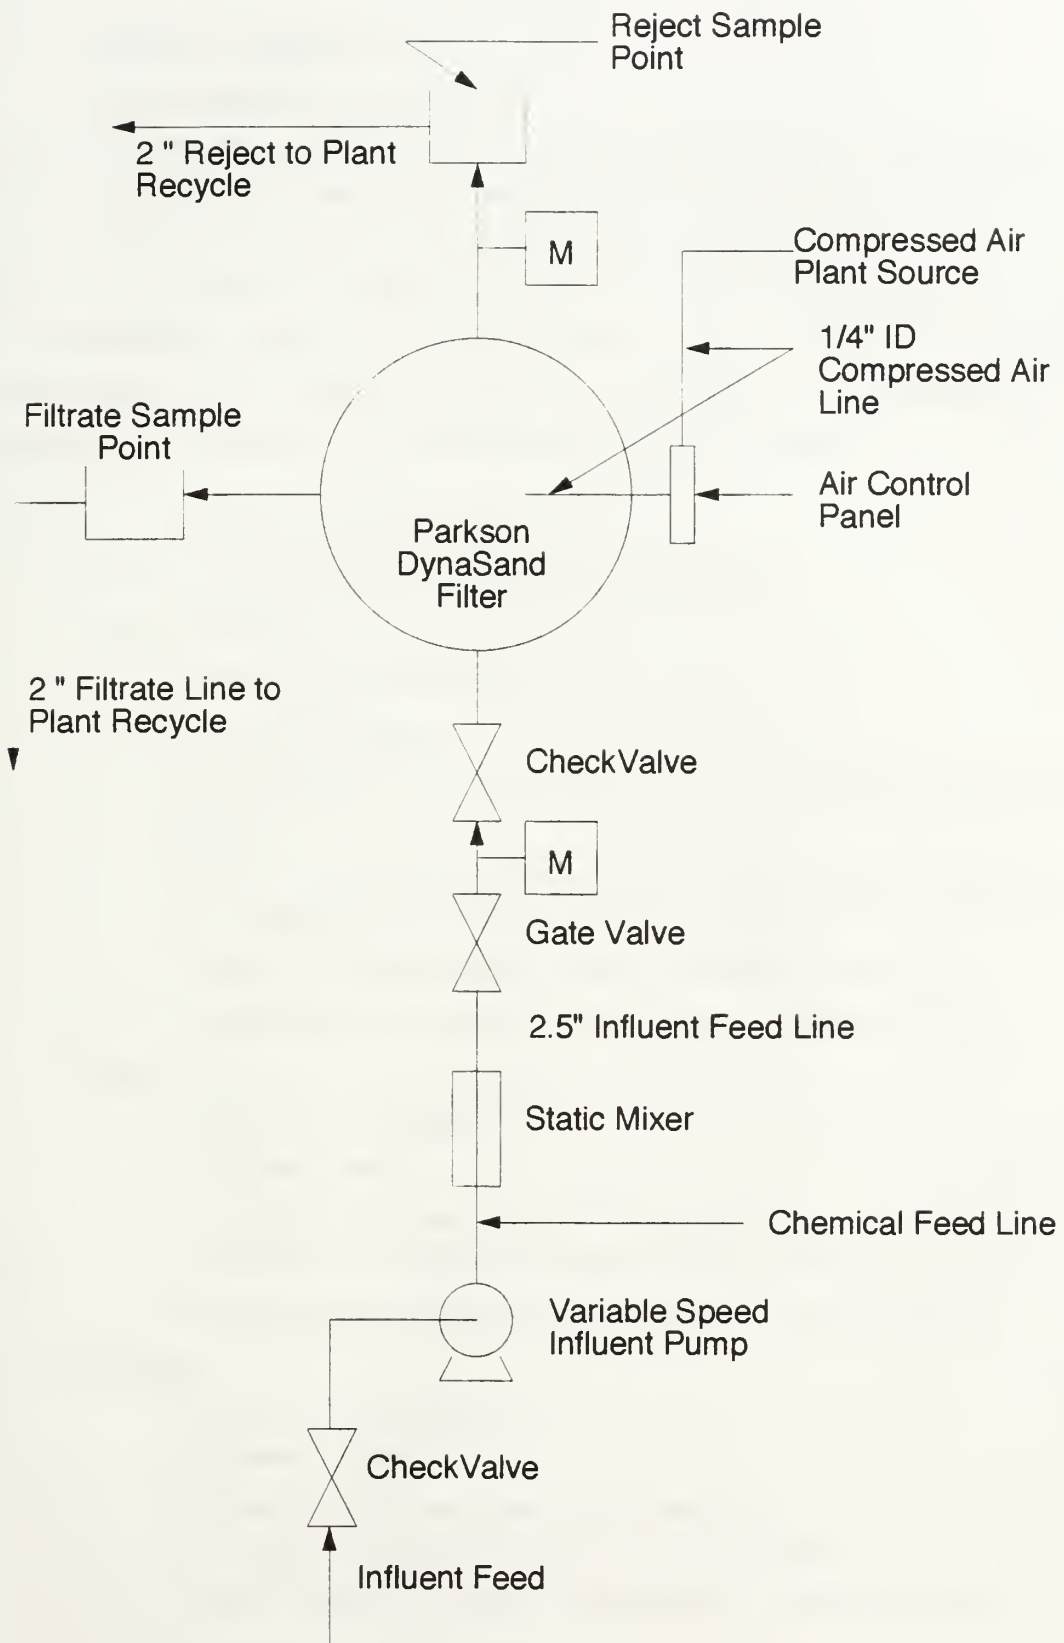 Reject Sample
Point
2 " Reject to Plant
Recycle
M
Compressed Air
Plant Source
1/4" ID
Compressed Air
Line
Filtrate Sample
Point
Air Control
Panel
Parkson
DynaSand
Filter
2 " Filtrate Line to
Plant Recycle
CheckValve
M
Gate Valve
2.5" Influent Feed Line
Static Mixer
Chemical Feed Line
Variable Speed
Influent Pump
CheckValve
Influent Feed